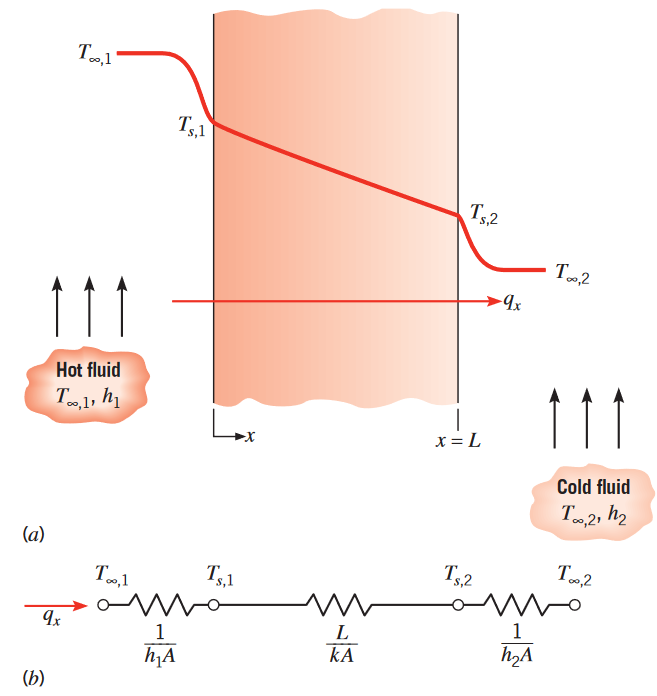 T∞,1
Ts,1
Ts,2
T∞,2
qx
Hot fluid
T∞,1, h1
x
x = L
Cold fluid
T∞,2, h2
(a)
T∞,1 Ts,1 Ts,2 T∞,2
qx
1/h1A L/kA 1/h2A
(b)